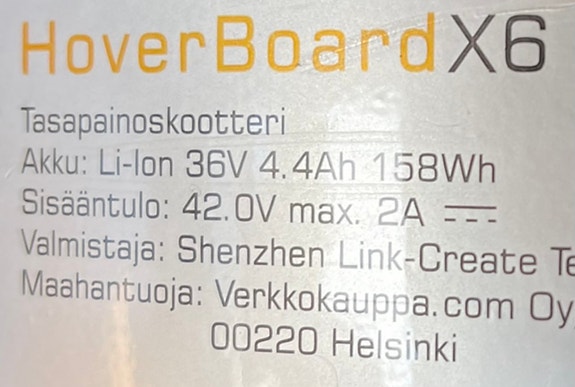 HoverBoard X6
Tasapainoskootteri
Akku: Li-Ion 36V 4.4Ah 158Wh
Sisääntulo: 42.0V max. 2A
Valmistaja: Shenzhen Link-Create
Maahantuoja: Verkkokauppa.com Oy
00220 Helsinki